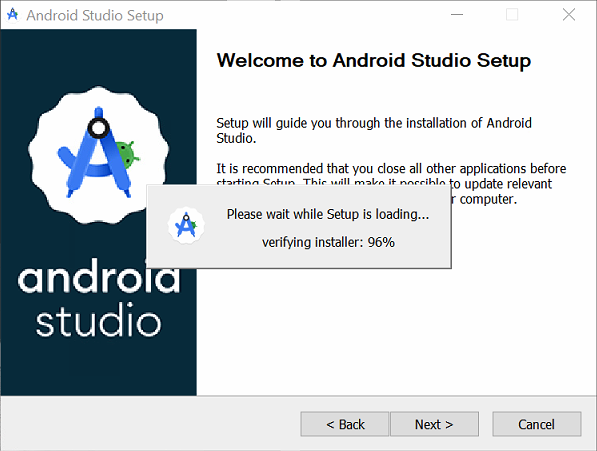 Android Studio Setup
Welcome to Android Studio Setup
Setup will guide you through the installation of Android
Studio.
It is recommended that you close all other applications before
starting Setup. This will make it possible to update relevant
r computer.
Please wait while Setup is loading...
verifying installer: 96%
android
studio
< Back
Next >
Cancel